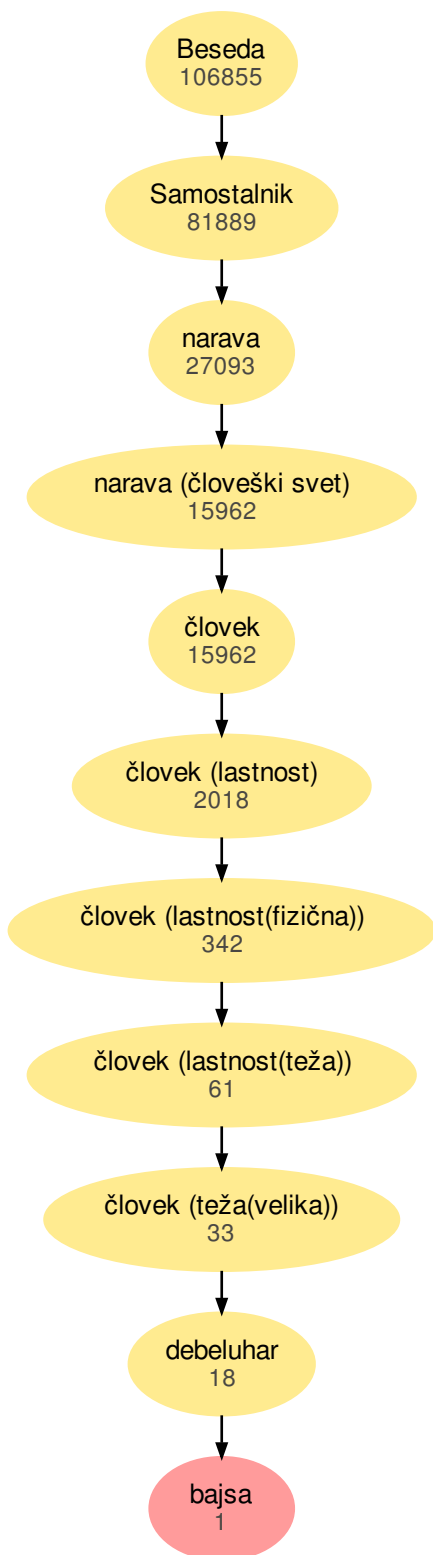 Beseda
106855
Samostalnik
81889
narava
27093
narava (človeški svet)
15962
človek
15962
človek (lastnost)
2018
človek (lastnost(fizična))
342
človek (lastnost(teža))
61
človek (teža(velika))
33
debeluhar
18
bajsa
1